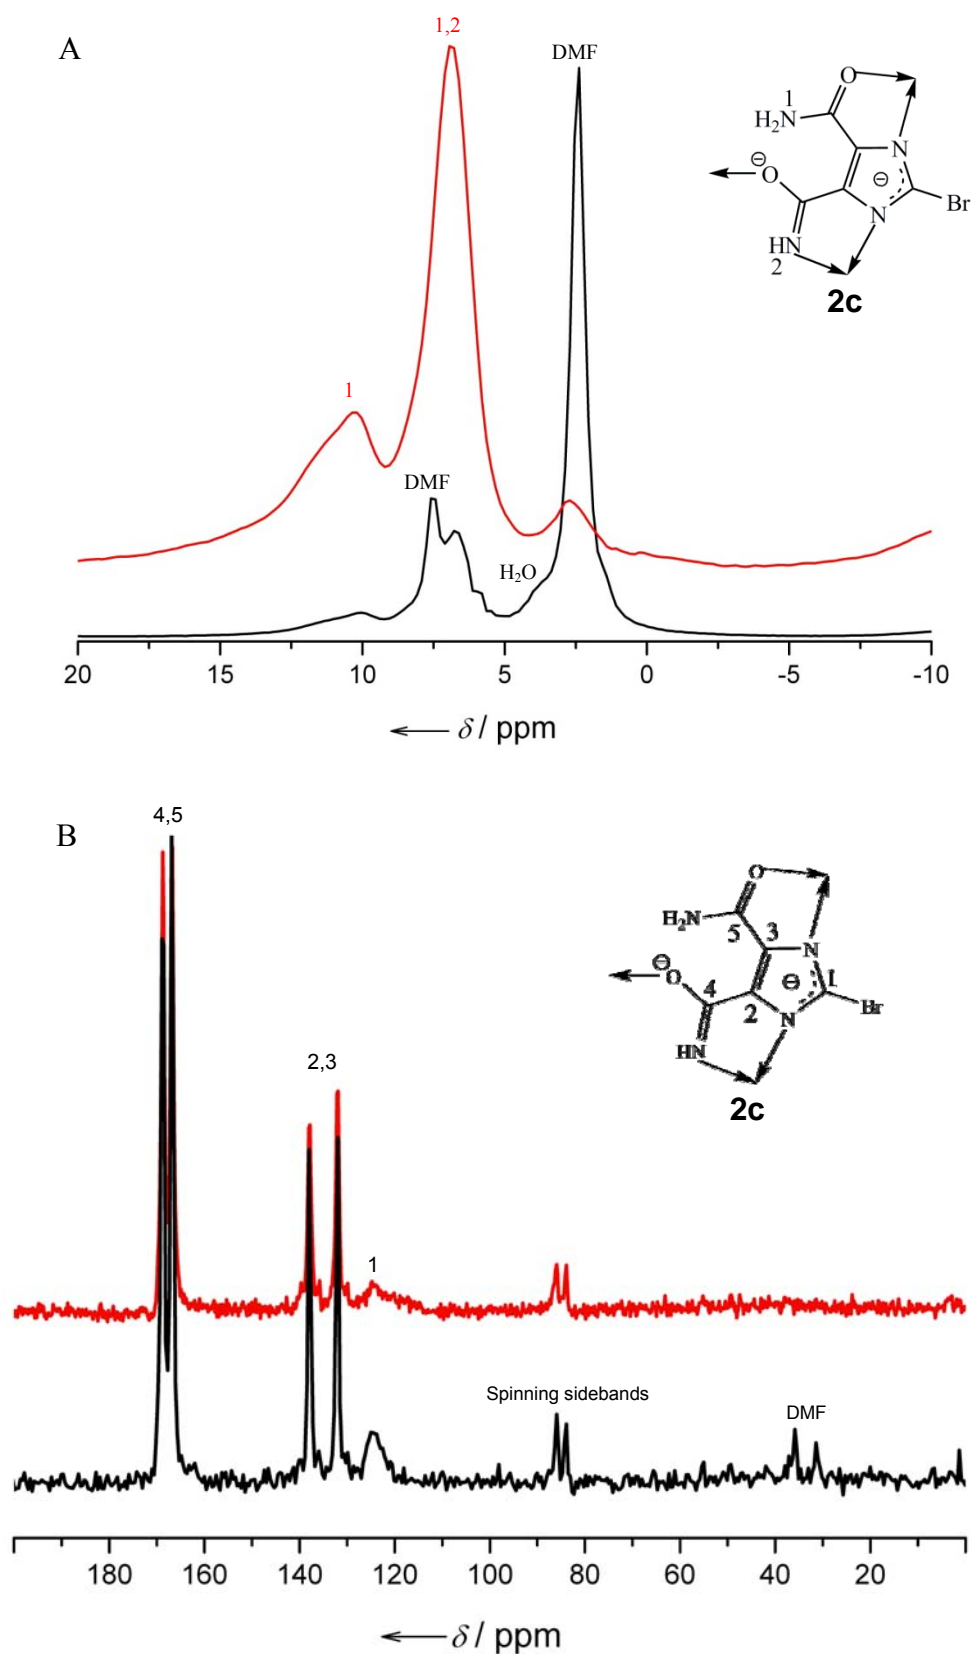 A
1,2
DMF
O
1
H₂N
N
⊖
O
⊖
Br
N
HN
2
2c
1
DMF
H₂O
20 15 10 5 0 -5 -10
δ / ppm
B
4,5
O
H₂N
5 3
N
⊖
O
4
⊖
1
2
N
Br
HN
2c
2,3
1
Spinning sidebands
DMF
180 160 140 120 100 80 60 40 20
δ / ppm